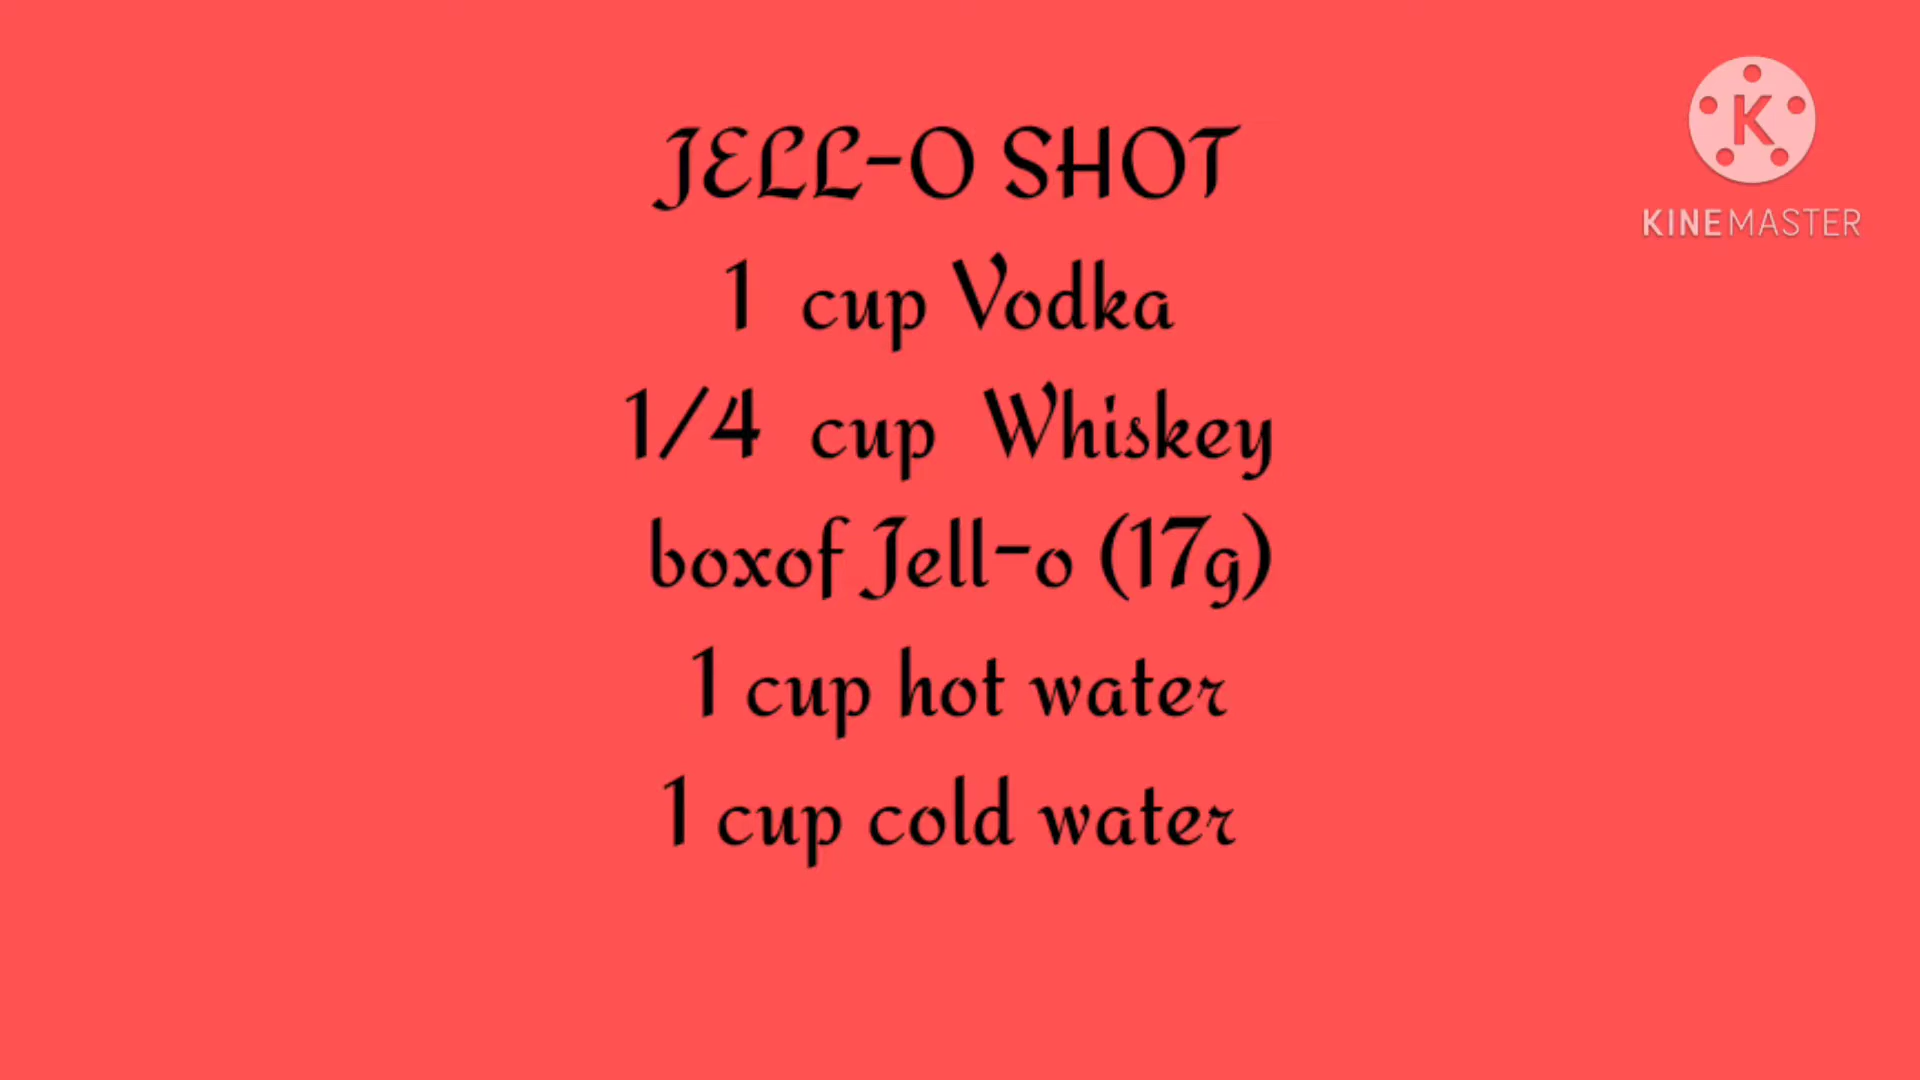 JELL-O SHOT
1 cup Vodka
1/4 cup Whiskey
boxof Jell-o (17g)
1 cup hot water
1 cup cold water
K
KINEMASTER